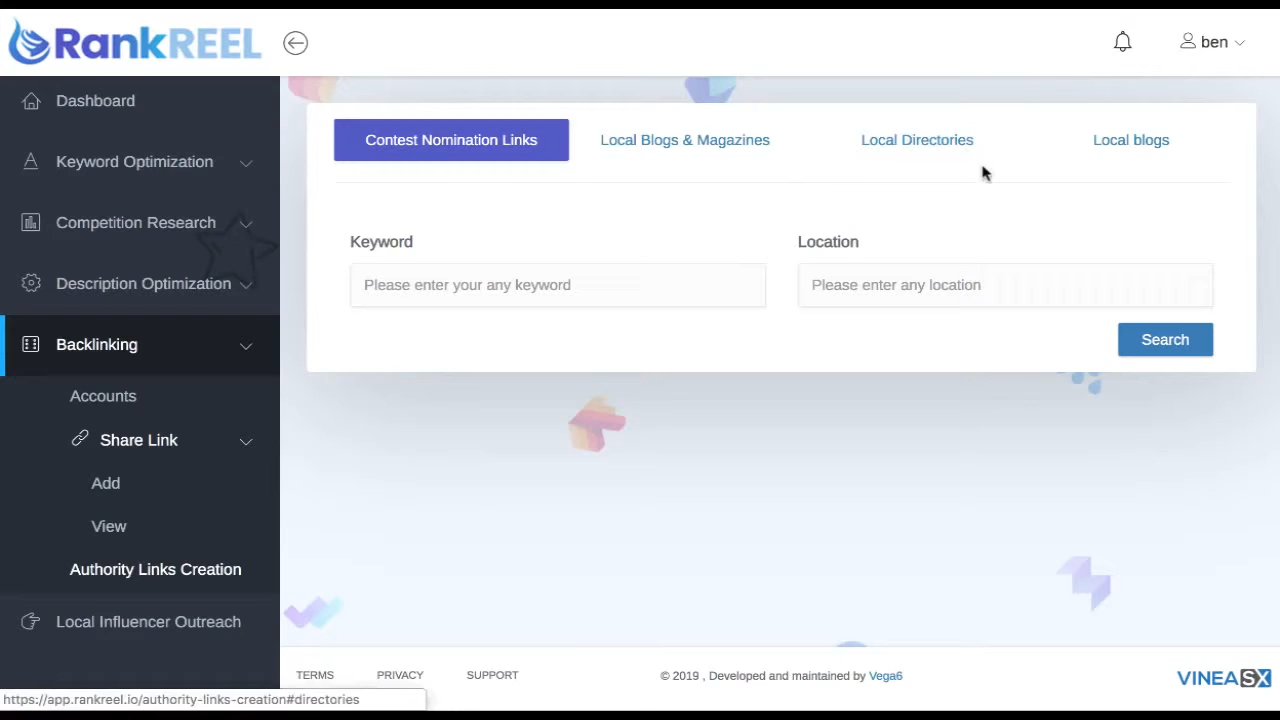 RankREEL
ben
Dashboard
Keyword Optimization
Competition Research
Description Optimization
Backlinking
Accounts
Share Link
Add
View
Authority Links Creation
Local Influencer Outreach
Contest Nomination Links
Local Blogs & Magazines
Local Directories
Local blogs
Keyword
Location
Please enter your any keyword
Please enter any location
Search
TERMS
PRIVACY
SUPPORT
© 2019 , Developed and maintained by Vega6
VINEASX
https://app.rankreel.io/authority-links-creation#directories